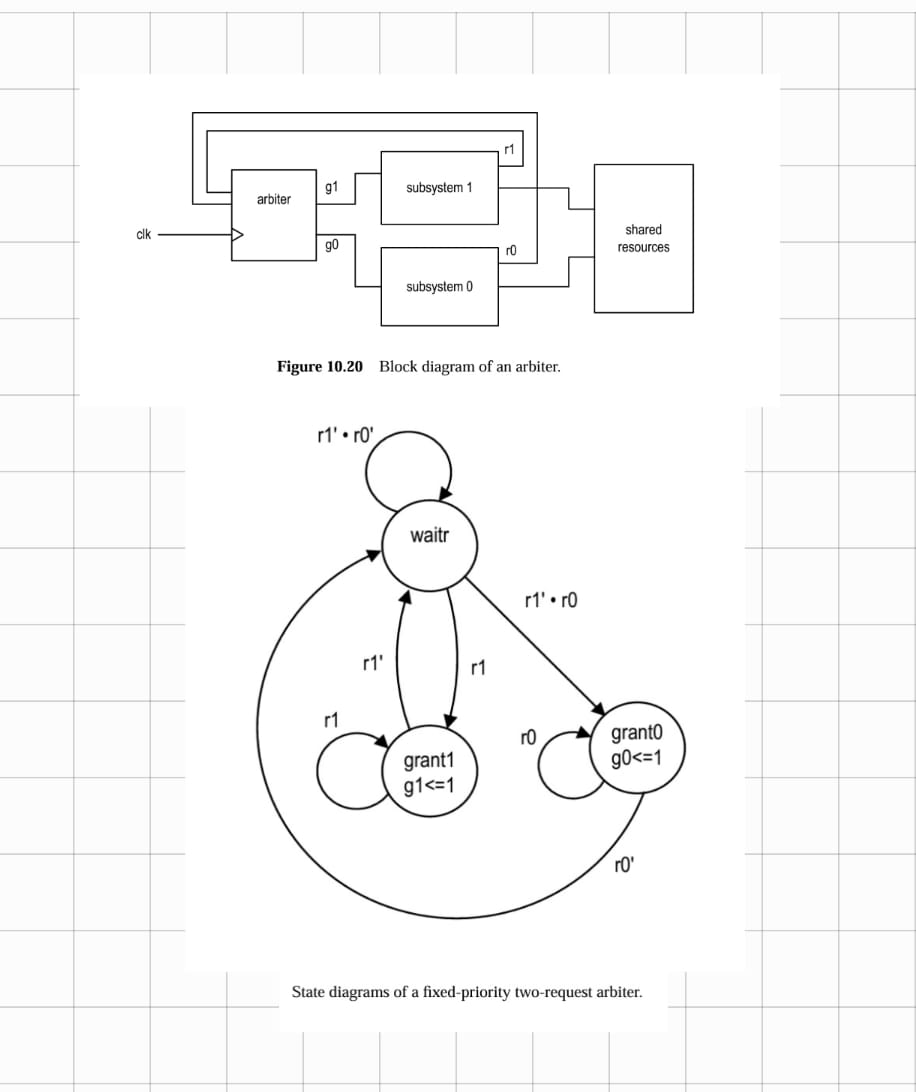 r1
arbiter
g1
subsystem 1
clk
g0
r0
subsystem 0
shared
resources
Figure 10.20 Block diagram of an arbiter.
r1' • r0'
waitr
r1' • r0
r1'
r1
r1
grant1
g1<=1
r0
grant0
g0<=1
r0'
State diagrams of a fixed-priority two-request arbiter.